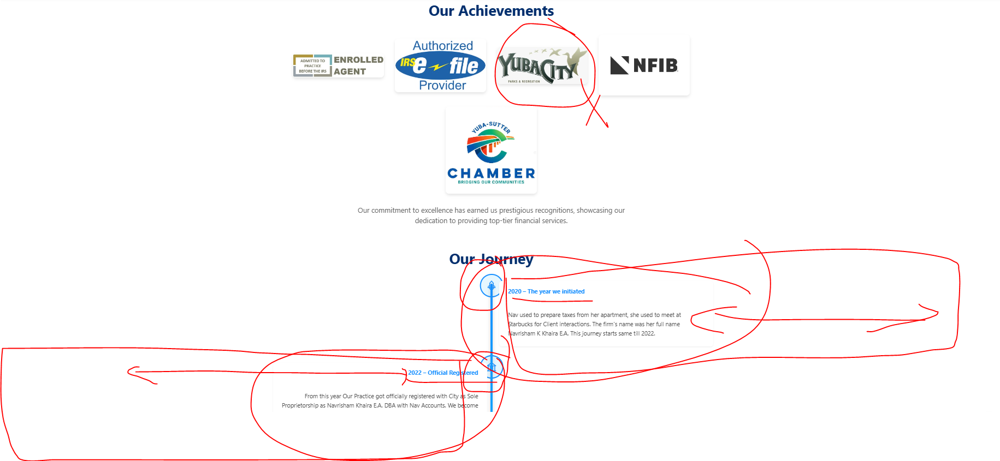 Our Achievements
ADMITTED TO
PRACTICE
BEFORE THE IRS
ENROLLED
AGENT
Authorized
IRS e file
Provider
YUBA CITY
PARKS & RECREATION
NFIB
YUBA-SUTTER
CHAMBER
BRIDGING OUR COMMUNITIES
Our commitment to excellence has earned us prestigious recognitions, showcasing our
dedication to providing top-tier financial services.
Our Journey
2020 – The year we initiated
Nav used to prepare taxes from her apartment, she used to meet at
Starbucks for Client interactions. The firm's name was her full name
Navrisham K Khaira E.A. This journey starts same till 2022.
2022 – Official Registered
From this year Our Practice got officially registered with City as Sole
Proprietorship as Navrisham Khaira E.A. DBA with Nav Accounts. We become